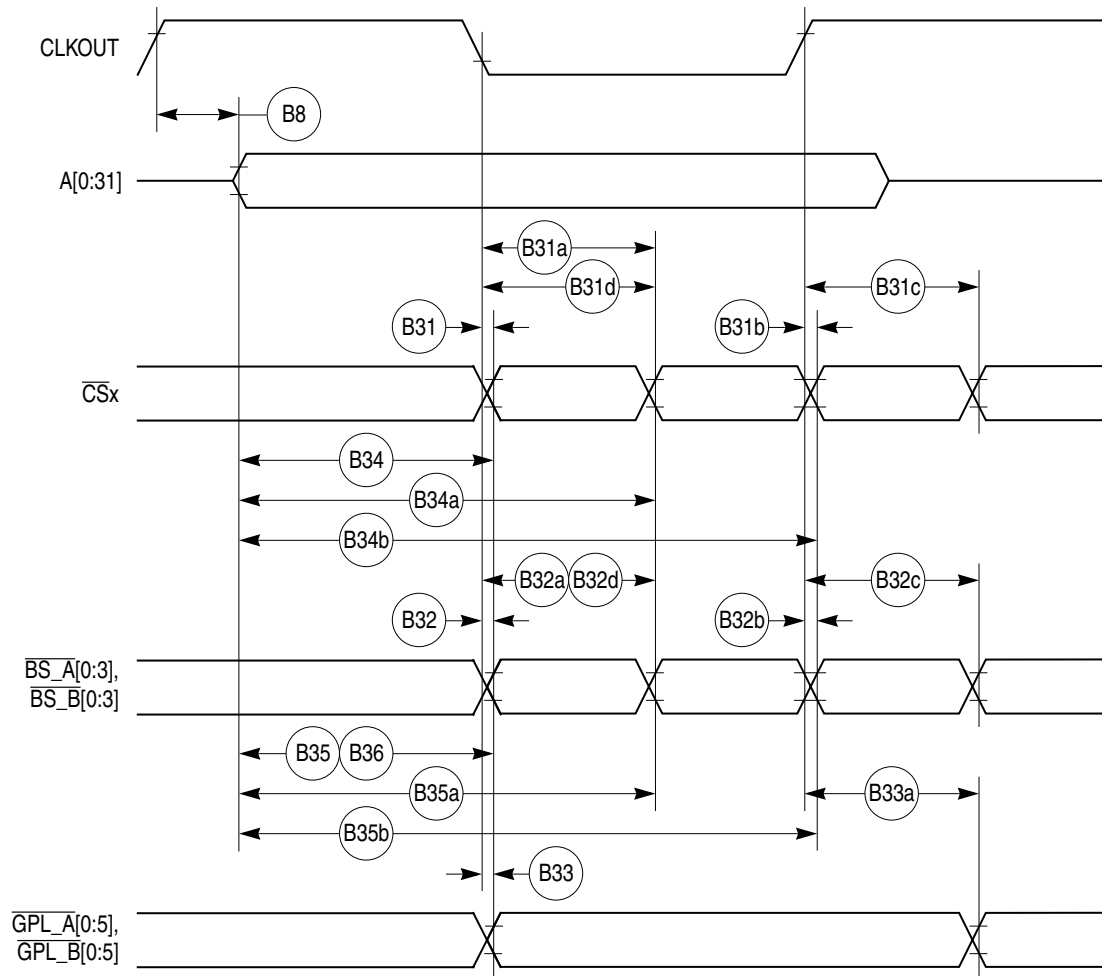 CLKOUT
B8
A[0:31]
B31a
B31d
B31c
B31
B31b
CSx
B34
B34a
B34b
B32a B32d
B32c
B32
B32b
BS_A[0:3],
BS_B[0:3]
B35 B36
B35a
B33a
B35b
B33
GPL_A[0:5],
GPL_B[0:5]